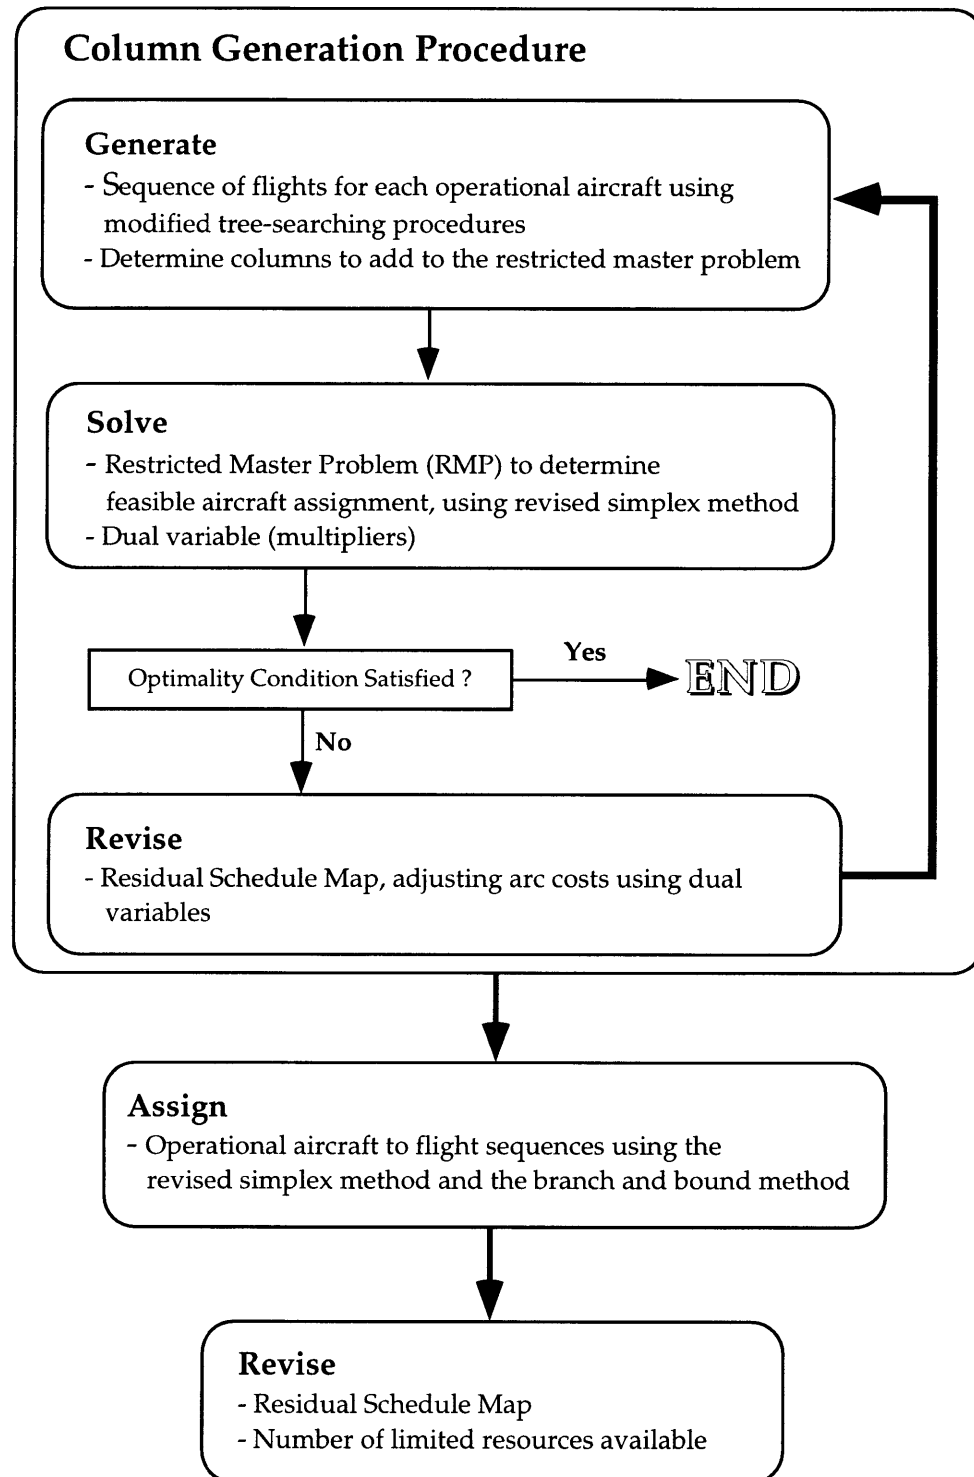 Column Generation Procedure
Generate
- Sequence of flights for each operational aircraft using
modified tree-searching procedures
- Determine columns to add to the restricted master problem
Solve
- Restricted Master Problem (RMP) to determine
feasible aircraft assignment, using revised simplex method
- Dual variable (multipliers)
Optimality Condition Satisfied ?
Yes
END
No
Revise
- Residual Schedule Map, adjusting arc costs using dual
variables
Assign
- Operational aircraft to flight sequences using the
revised simplex method and the branch and bound method
Revise
- Residual Schedule Map
- Number of limited resources available